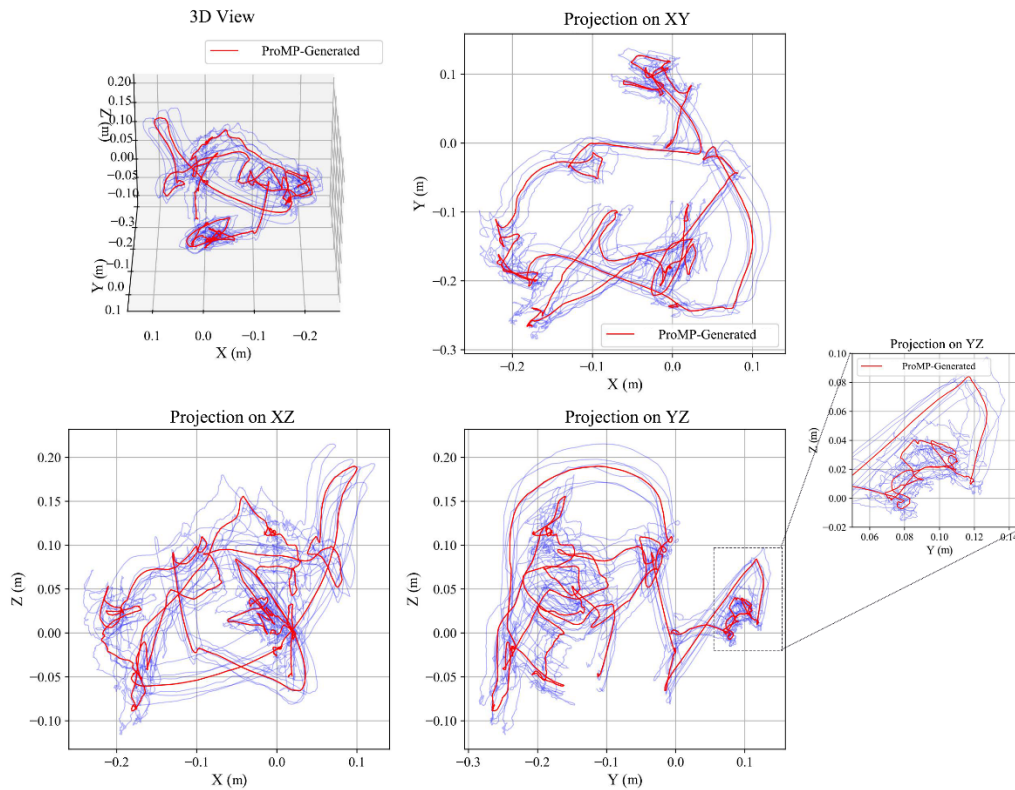 3D View
ProMP-Generated
0.20
0.15
0.10
0.05
0.00
−0.05
−0.10
Z (m)
−0.3
−0.2
−0.1
0.0
0.1
Y (m)
0.1 0.0 −0.1 −0.2
X (m)
Projection on XY
0.1
0.0
−0.1
−0.2
−0.3
Y (m)
ProMP-Generated
−0.2 −0.1 0.0 0.1
X (m)
Projection on XZ
0.20
0.15
0.10
0.05
0.00
−0.05
−0.10
Z (m)
−0.2 −0.1 0.0 0.1
X (m)
Projection on YZ
0.20
0.15
0.10
0.05
0.00
−0.05
−0.10
Z (m)
−0.3 −0.2 −0.1 0.0 0.1
Y (m)
Projection on YZ
ProMP-Generated
0.10
0.08
0.06
0.04
0.02
0.00
−0.02
Z (m)
0.06 0.08 0.10 0.12 0.14
Y (m)